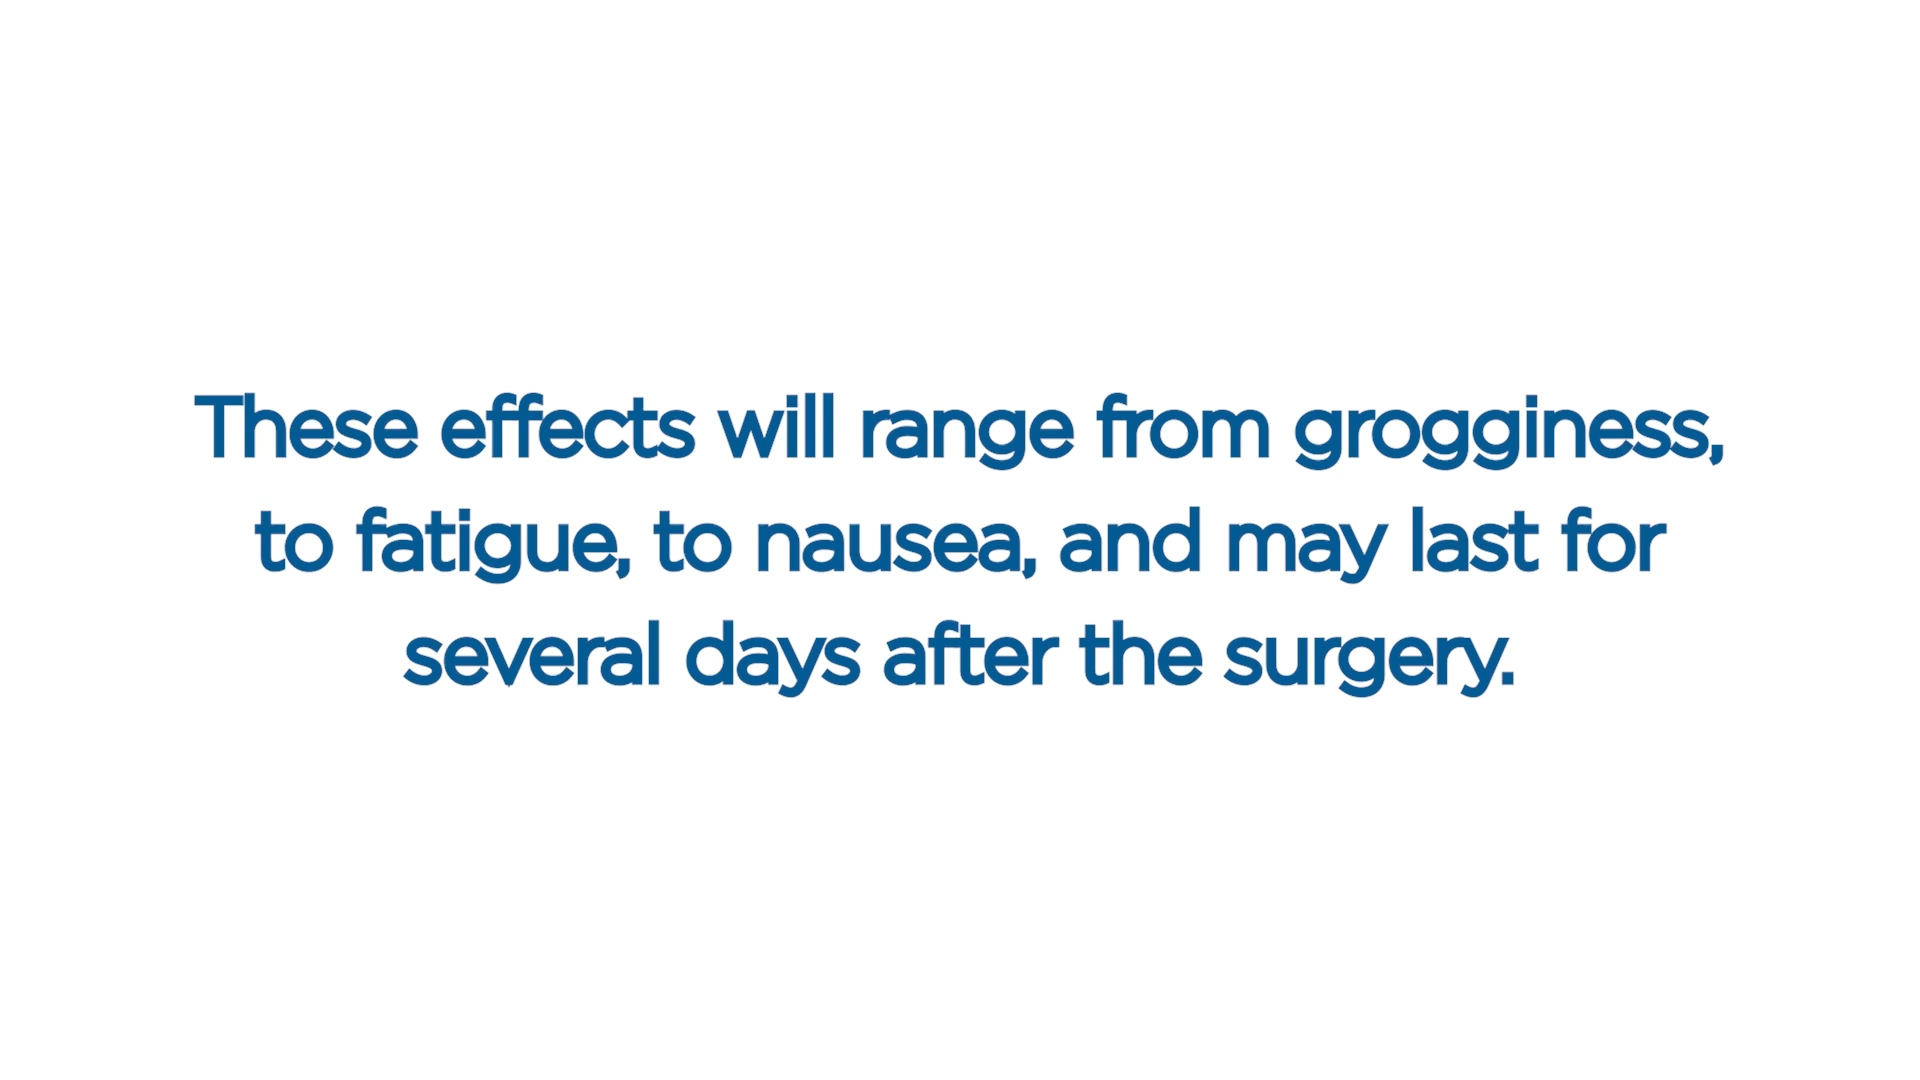 These effects will range from grogginess,
to fatigue, to nausea, and may last for
several days after the surgery.